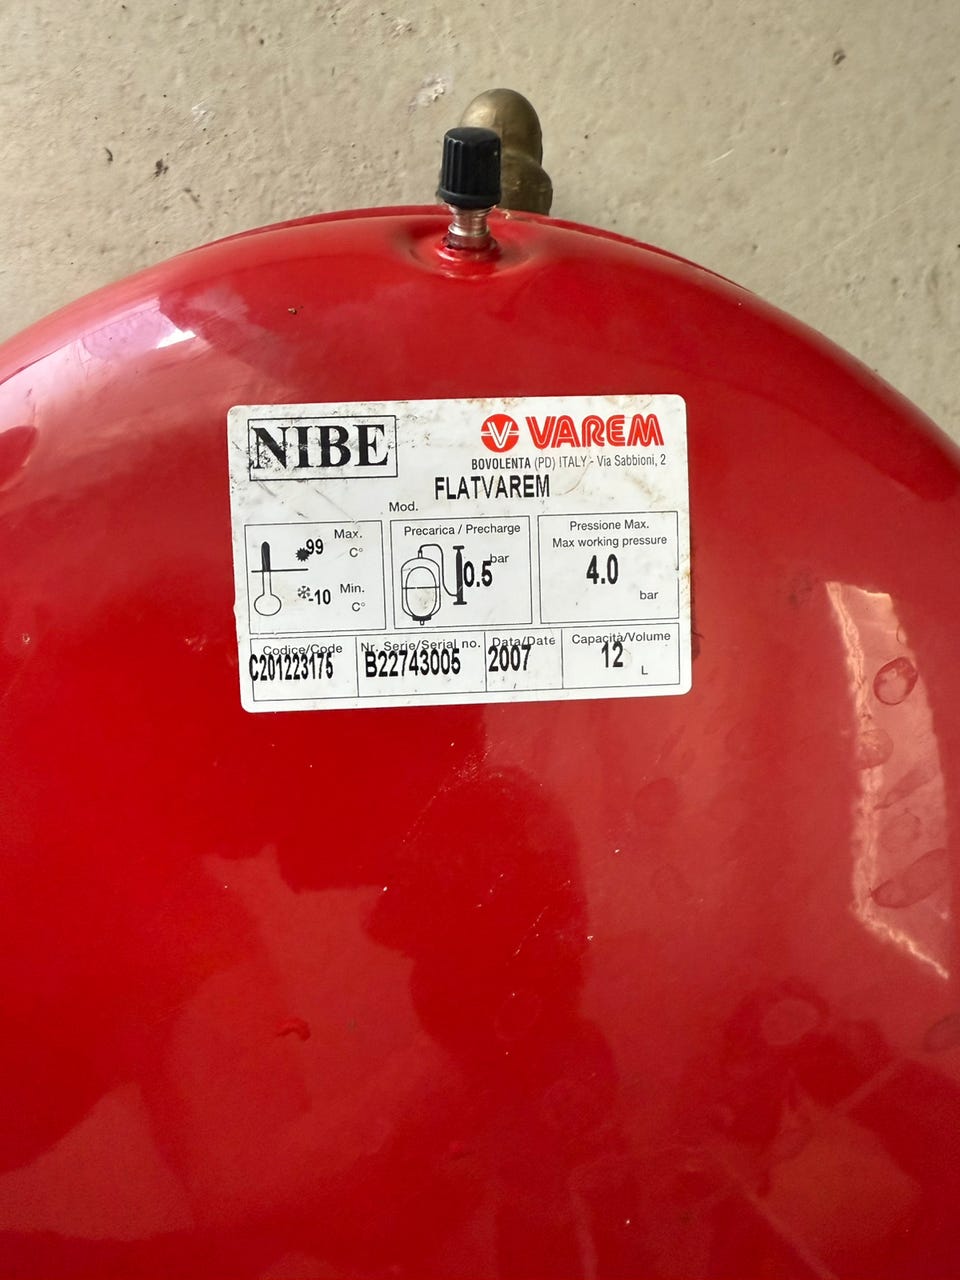 NIBE
VAREM
BOVOLENTA (PD) ITALY - Via Sabbioni, 2
FLATVAREM
Mod.
Max.
99 C°
Min.
-10 C°
Precarica / Precharge
0.5 bar
Pressione Max.
Max working pressure
4.0
bar
Codice/Code
C201223175
Nr. Serie/Serial no.
B22743005
Data/Date
2007
Capacità/Volume
12 L